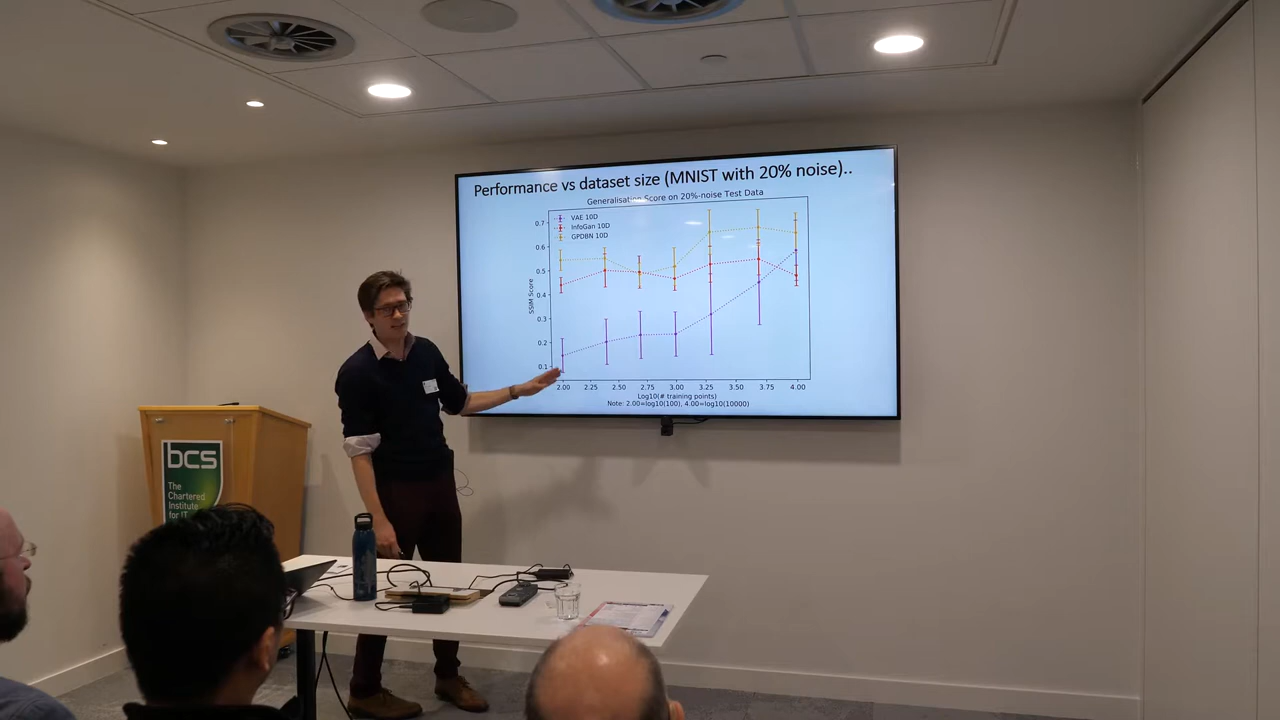 Performance vs dataset size (MNIST with 20% noise)..
Generalisation Score on 20%-noise Test Data
VAE 10D
InfoGan 10D
GPDBN 10D
0.7
0.6
0.5
0.4
0.3
0.2
0.1
SSIM Score
2.00 2.25 2.50 2.75 3.00 3.25 3.50 3.75 4.00
Log10(# training points)
Note: 2.00=log10(100), 4.00=log10(10000)
bcs
The
Chartered
Institute
for IT